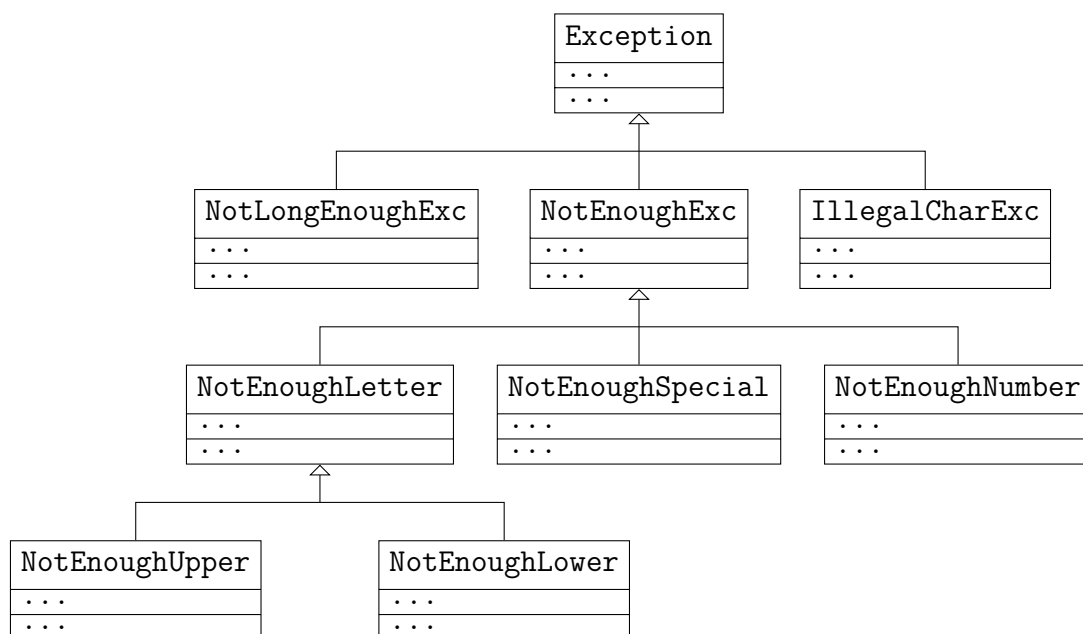 Exception
...
...
NotLongEnoughExc
...
...
NotEnoughExc
...
...
IllegalCharExc
...
...
NotEnoughLetter
...
...
NotEnoughSpecial
...
...
NotEnoughNumber
...
...
NotEnoughUpper
...
...
NotEnoughLower
...
...